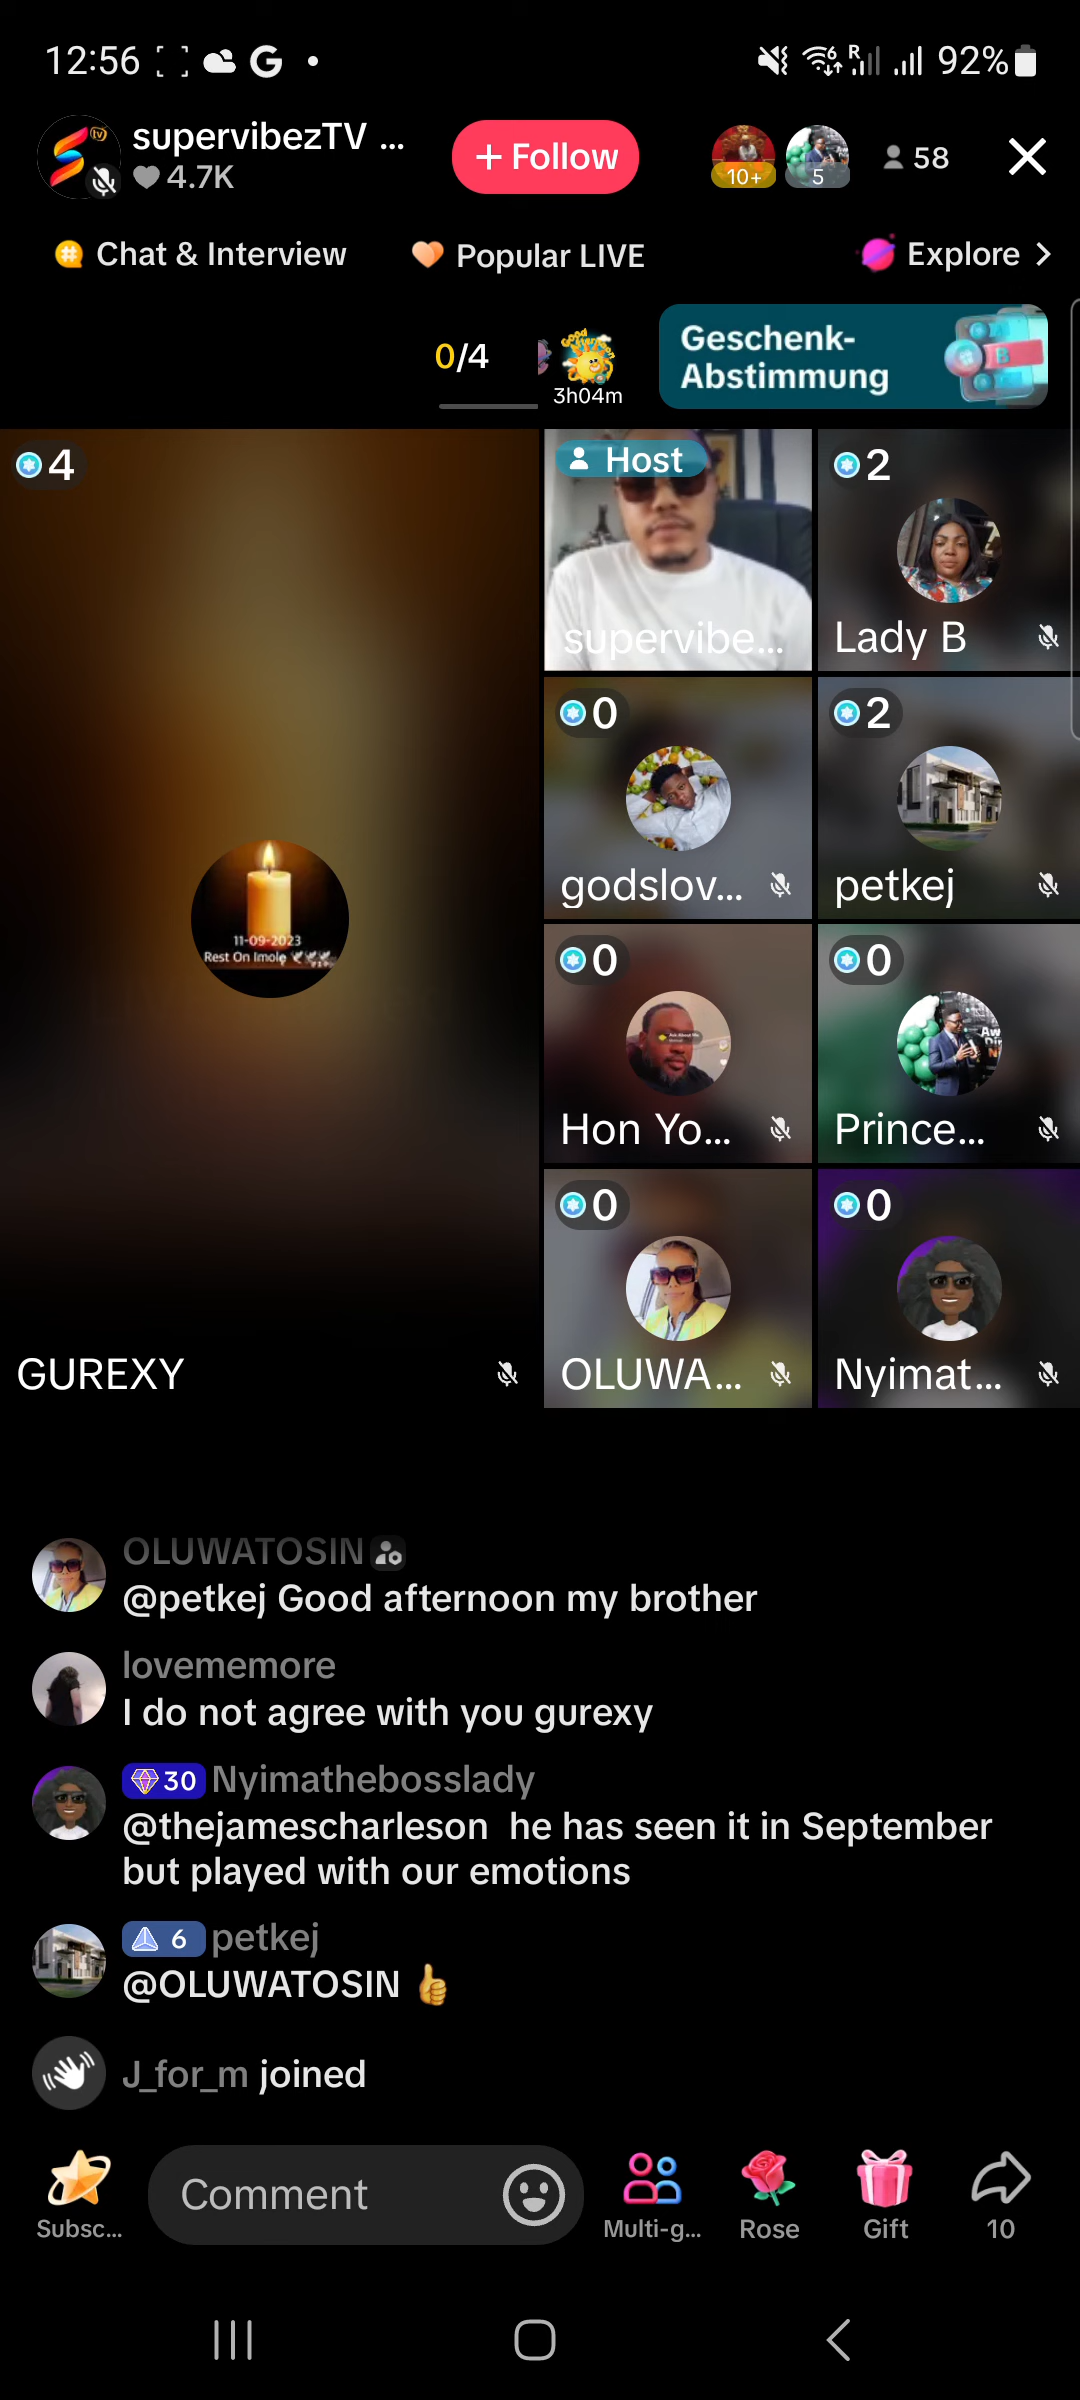 12:56
92%
supervibezTV ...
4.7K
+ Follow
10+
5
58
Chat & Interview
Popular LIVE
Explore >
0/4
3h04m
Geschenk-
Abstimmung
4
Host
supervibe...
2
Lady B
0
godslov...
2
petkej
11-09-2023
Rest On Imolẹ
0
Hon Yo...
0
Prince...
GUREXY
0
OLUWA...
0
Nyimat...
OLUWATOSIN
@petkej Good afternoon my brother
lovememore
I do not agree with you gurexy
30 Nyimathebosslady
@thejamescharleson he has seen it in September
but played with our emotions
6 petkej
@OLUWATOSIN 👍
J_for_m joined
Comment
Subsc...
Multi-g...
Rose
Gift
10